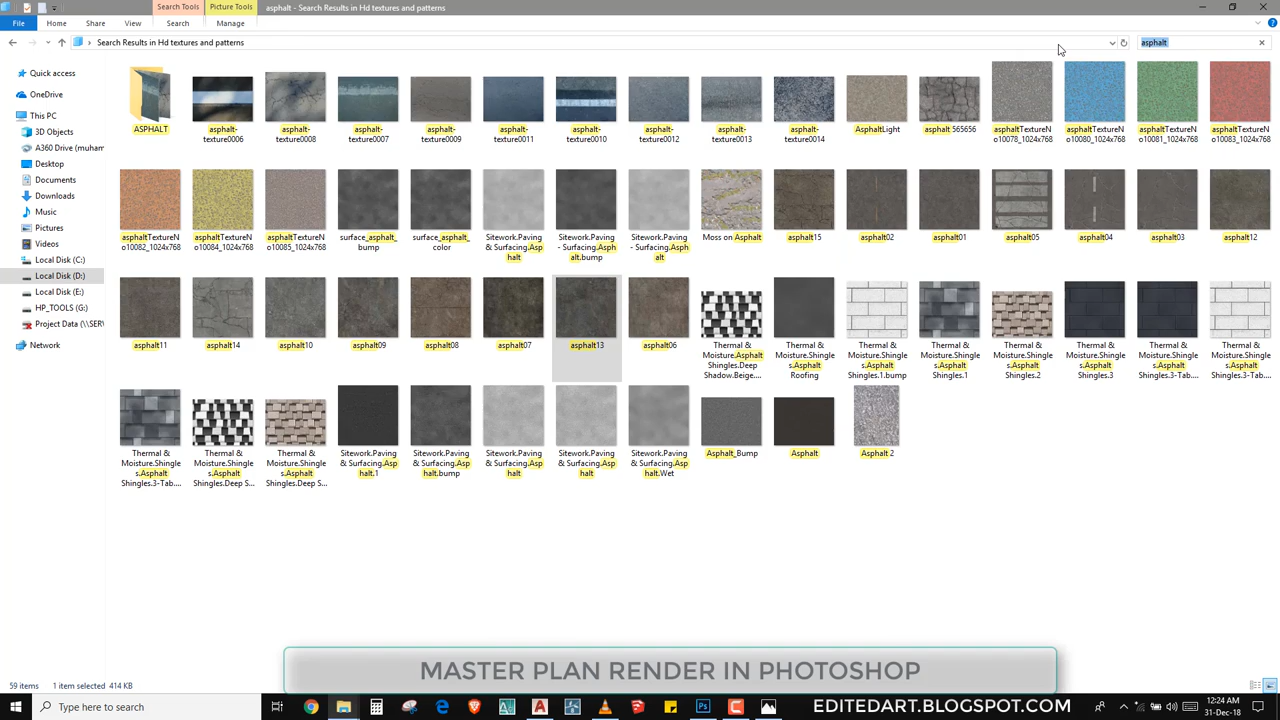 Search Tools
Picture Tools
asphalt - Search Results in Hd textures and patterns
File
Home
Share
View
Search
Manage
Search Results in Hd textures and patterns
asphalt
Quick access
OneDrive
This PC
3D Objects
A360 Drive (muham
Desktop
Documents
Downloads
Music
Pictures
Videos
Local Disk (C:)
Local Disk (D:)
Local Disk (E:)
HP_TOOLS (G:)
Project Data (\\SER\
Network
ASPHALT
asphalt-texture0006
asphalt-texture0008
asphalt-texture0007
asphalt-texture0009
asphalt-texture0011
asphalt-texture0010
asphalt-texture0012
asphalt-texture0013
asphalt-texture0014
AsphaltLight
asphalt 565656
asphaltTextureNo10078_1024x768
asphaltTextureNo10080_1024x768
asphaltTextureNo10081_1024x768
asphaltTextureNo10083_1024x768
asphaltTextureNo10082_1024x768
asphaltTextureNo10084_1024x768
asphaltTextureNo10085_1024x768
surface_asphalt_bump
surface_asphalt_color
Sitework.Paving & Surfacing.Asphalt
Sitework.Paving - Surfacing.Asphalt.bump
Sitework.Paving - Surfacing.Asphalt
Moss on Asphalt
asphalt15
asphalt02
asphalt01
asphalt05
asphalt04
asphalt03
asphalt12
asphalt11
asphalt14
asphalt10
asphalt09
asphalt08
asphalt07
asphalt13
asphalt06
Thermal & Moisture.Asphalt Shingles.Deep Shadow.Beige....
Thermal & Moisture.Shingles.Asphalt Roofing
Thermal & Moisture.Shingles.Asphalt Shingles.1.bump
Thermal & Moisture.Shingles.Asphalt Shingles.1
Thermal & Moisture.Shingles.Asphalt Shingles.2
Thermal & Moisture.Shingles.Asphalt Shingles.3
Thermal & Moisture.Shingles.Asphalt Shingles.3-Tab....
Thermal & Moisture.Shingles.Asphalt Shingles.3-Tab....
Thermal & Moisture.Shingles.Asphalt Shingles.3-Tab....
Thermal & Moisture.Shingles.Asphalt Shingles.Deep S...
Thermal & Moisture.Shingles.Asphalt Shingles.Deep S...
Sitework.Paving & Surfacing.Asphalt.1
Sitework.Paving & Surfacing.Asphalt.bump
Sitework.Paving & Surfacing.Asphalt
Sitework.Paving & Surfacing.Asphalt
Sitework.Paving & Surfacing.Asphalt.Wet
Asphalt_Bump
Asphalt
Asphalt 2
MASTER PLAN RENDER IN PHOTOSHOP
59 items
1 item selected 414 KB
Type here to search
EDITEDART.BLOGSPOT.COM
12:24 AM
31-Dec-18